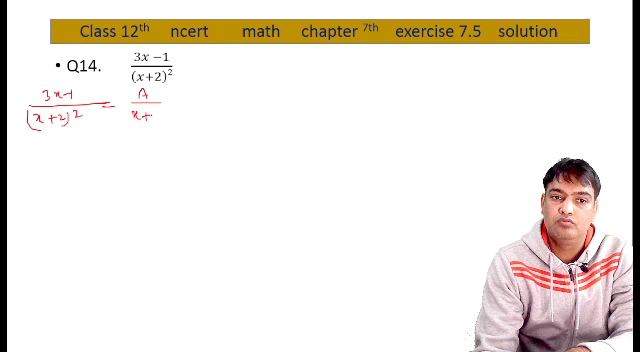 Class 12th ncert math chapter 7th exercise 7.5 solution
• Q14. 3x −1
(x+2)²
3x-1 = A
(x+2)² x+